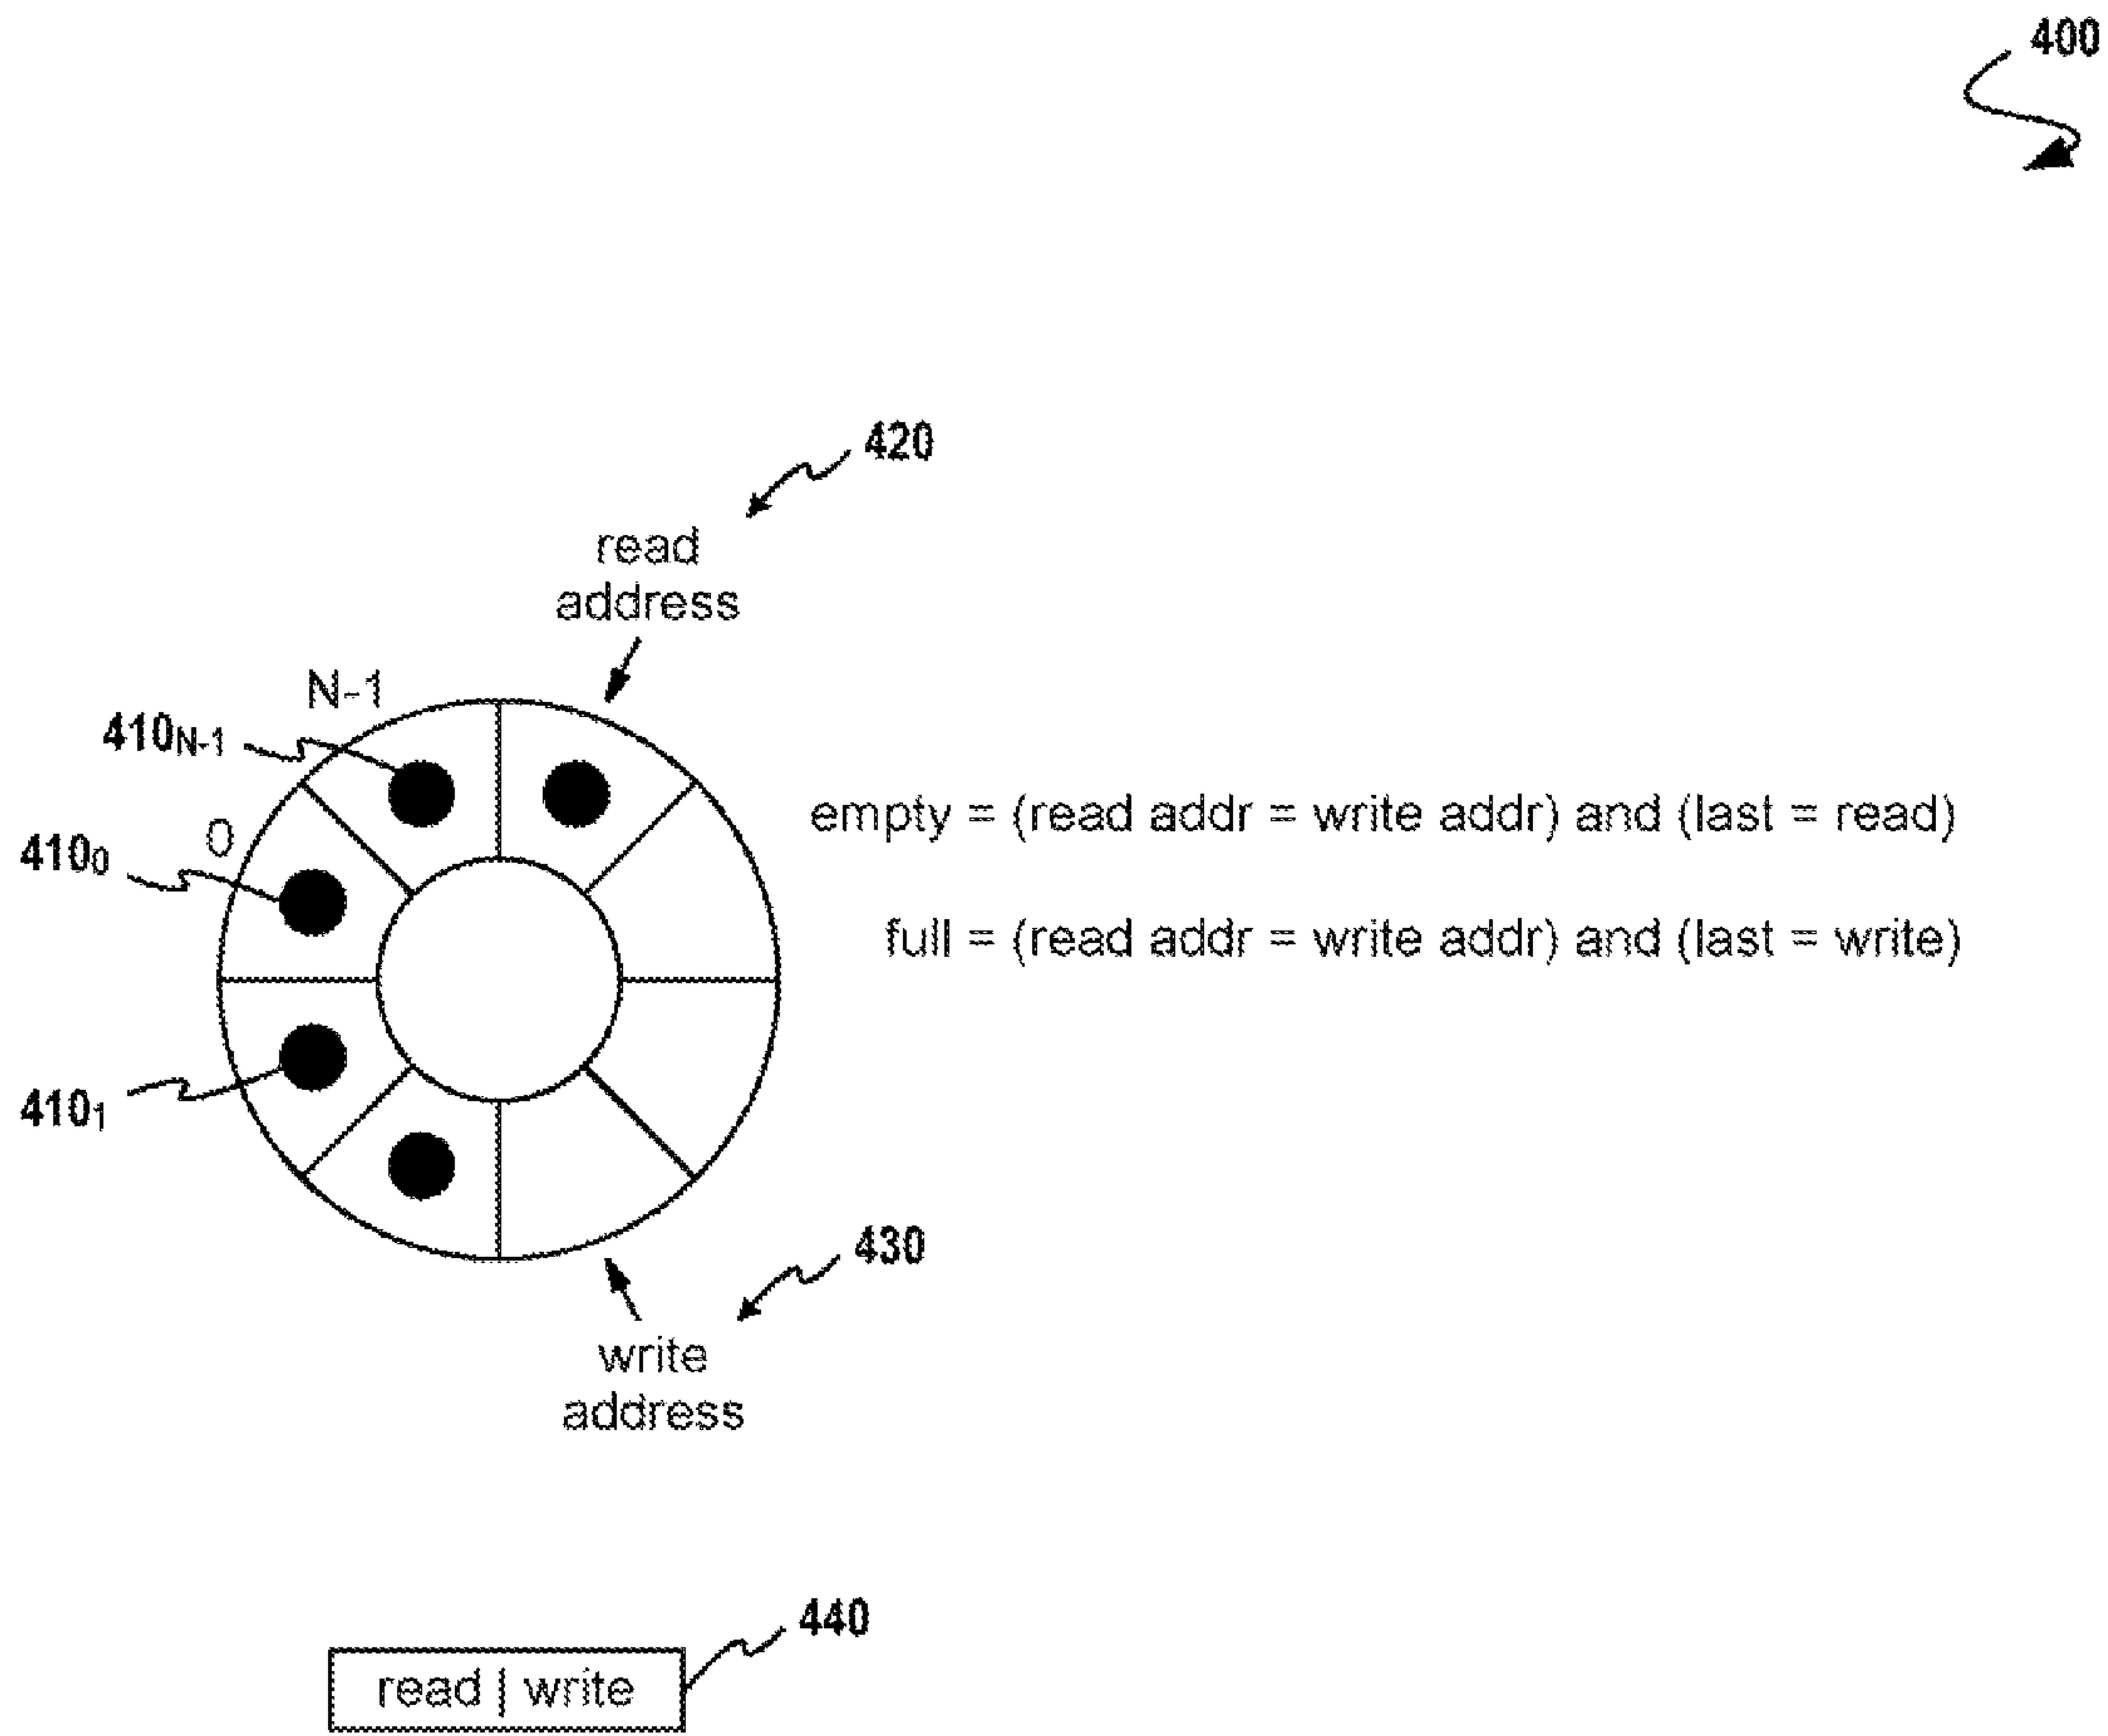 400
420
read
address
N-1
410N-1
empty = (read addr = write addr) and (last = read)
0
4100
full = (read addr = write addr) and (last = write)
4101
430
write
address
440
read | write